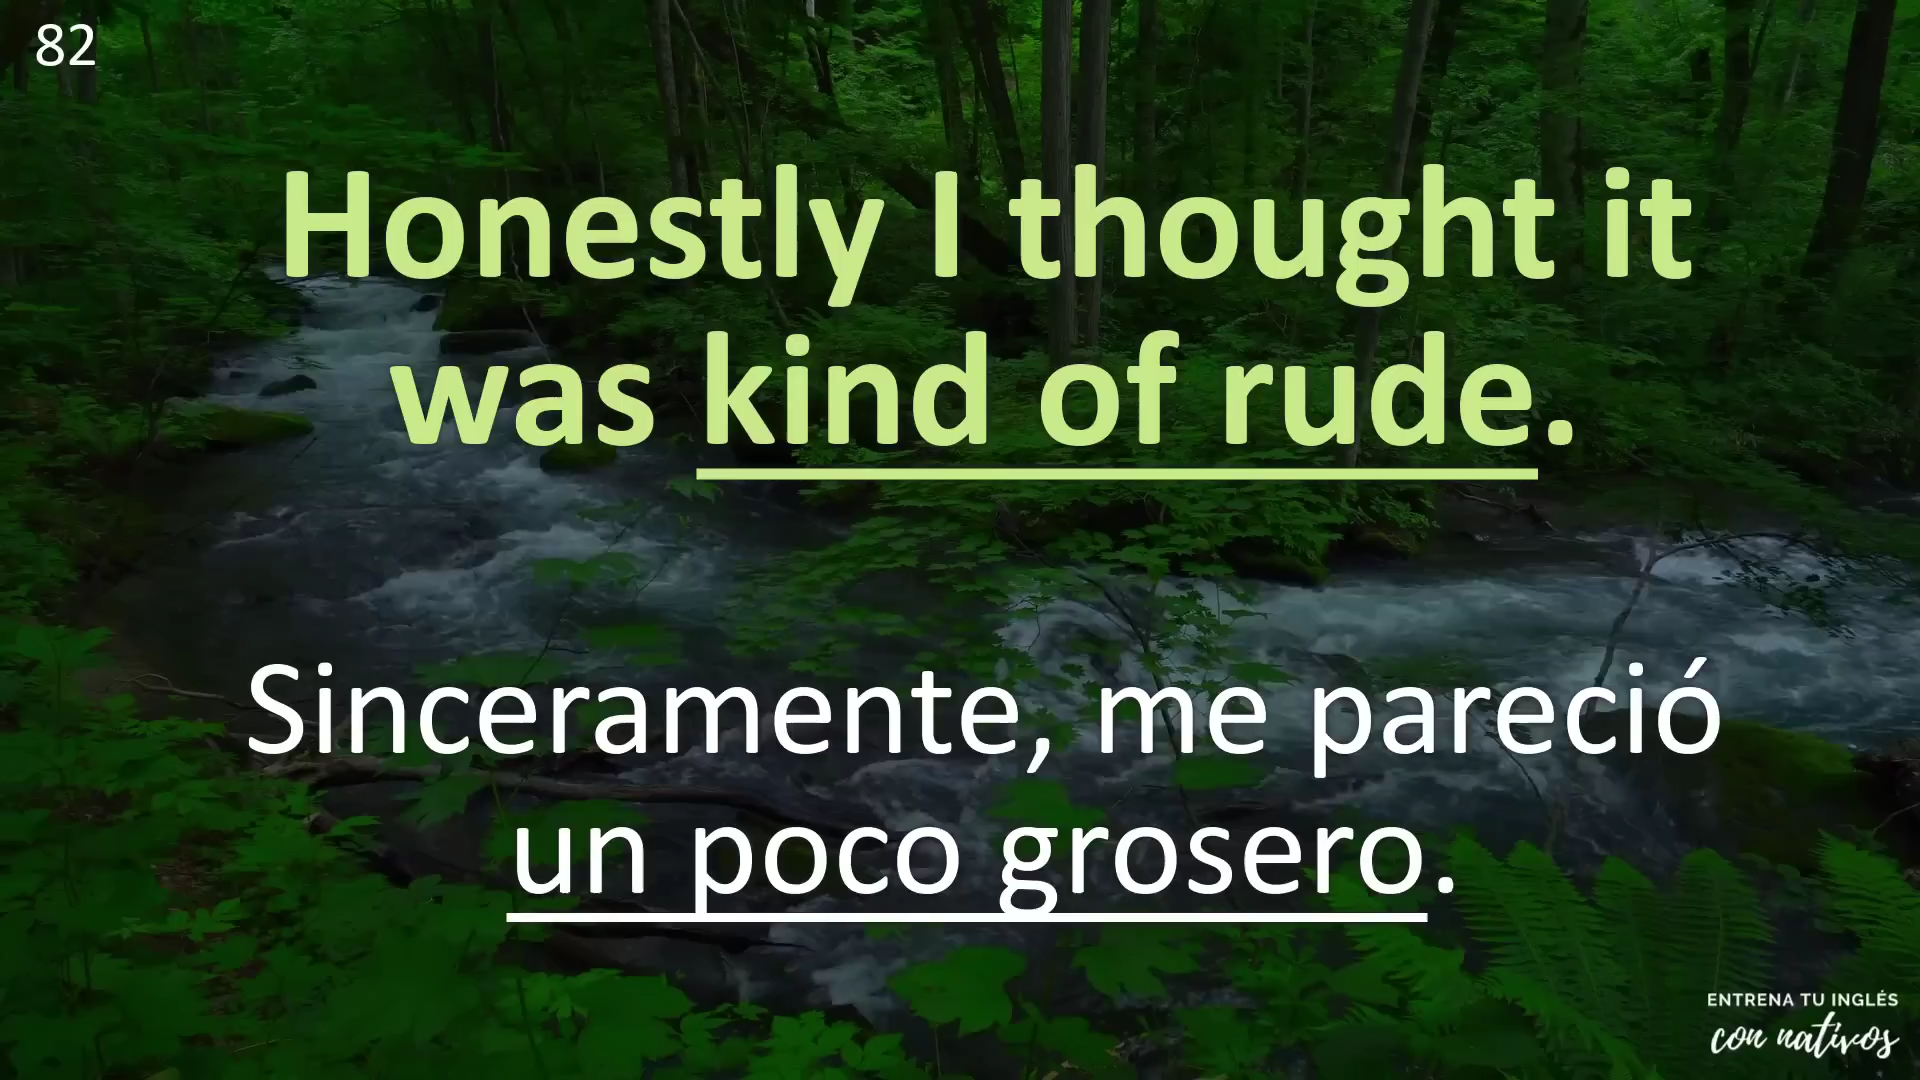 82
Honestly I thought it
was kind of rude.
Sinceramente, me pareció
un poco grosero.
ENTRENA TU INGLÉS
con nativos